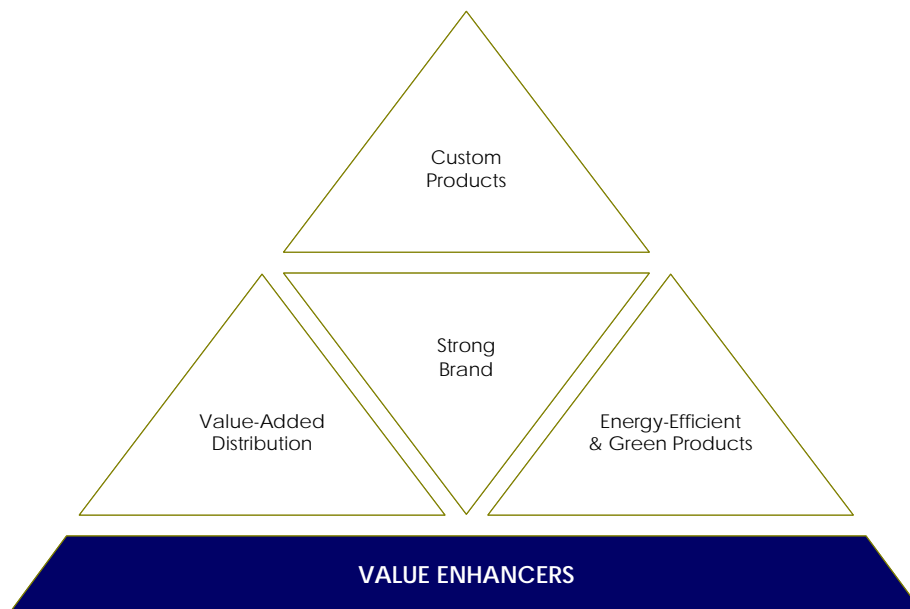 Custom
Products
Strong
Brand
Value-Added
Distribution
Energy-Efficient
& Green Products
VALUE ENHANCERS